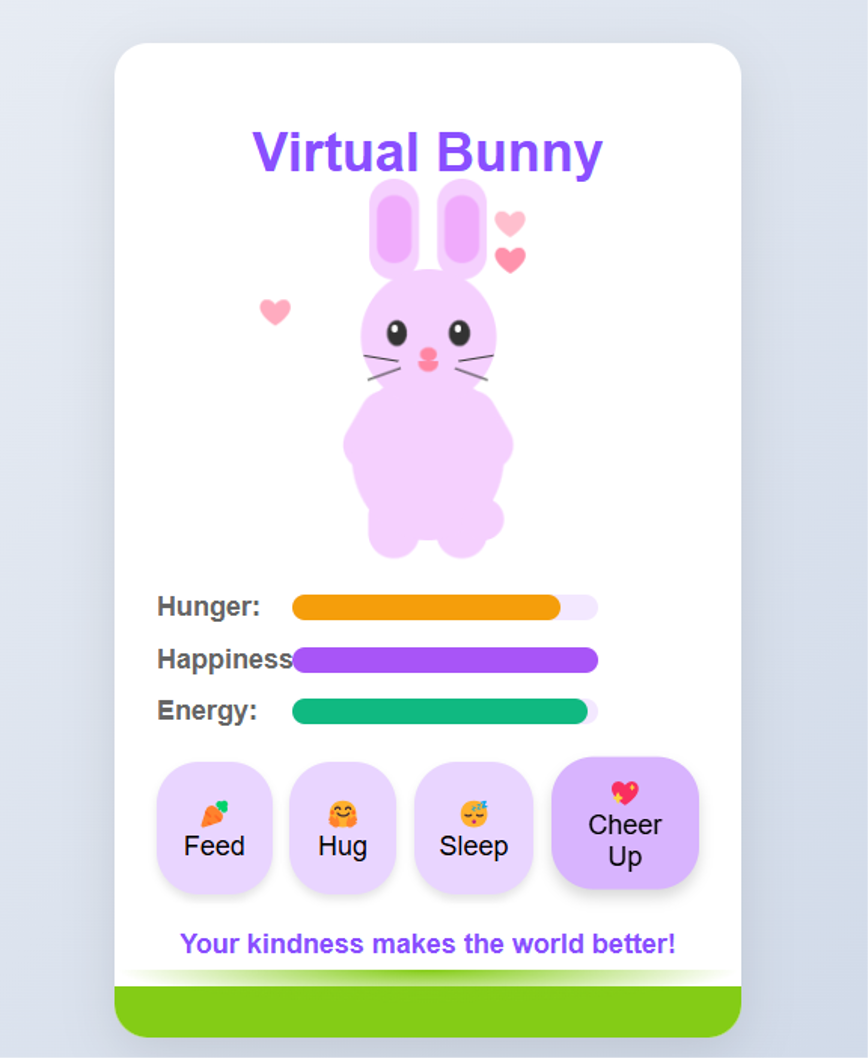 Virtual Bunny
Hunger:
Happiness
Energy:
Feed
Hug
Sleep
Cheer
Up
Your kindness makes the world better!